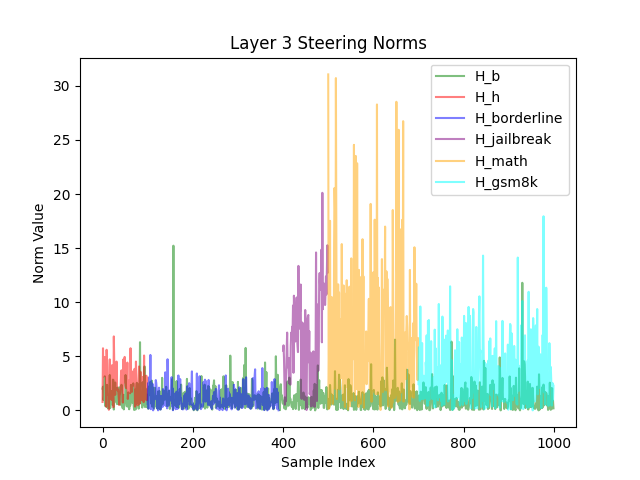 Layer 3 Steering Norms
H_b
H_h
H_borderline
H_jailbreak
H_math
H_gsm8k
30
25
20
15
10
5
0
Norm Value
0
200
400
600
800
1000
Sample Index